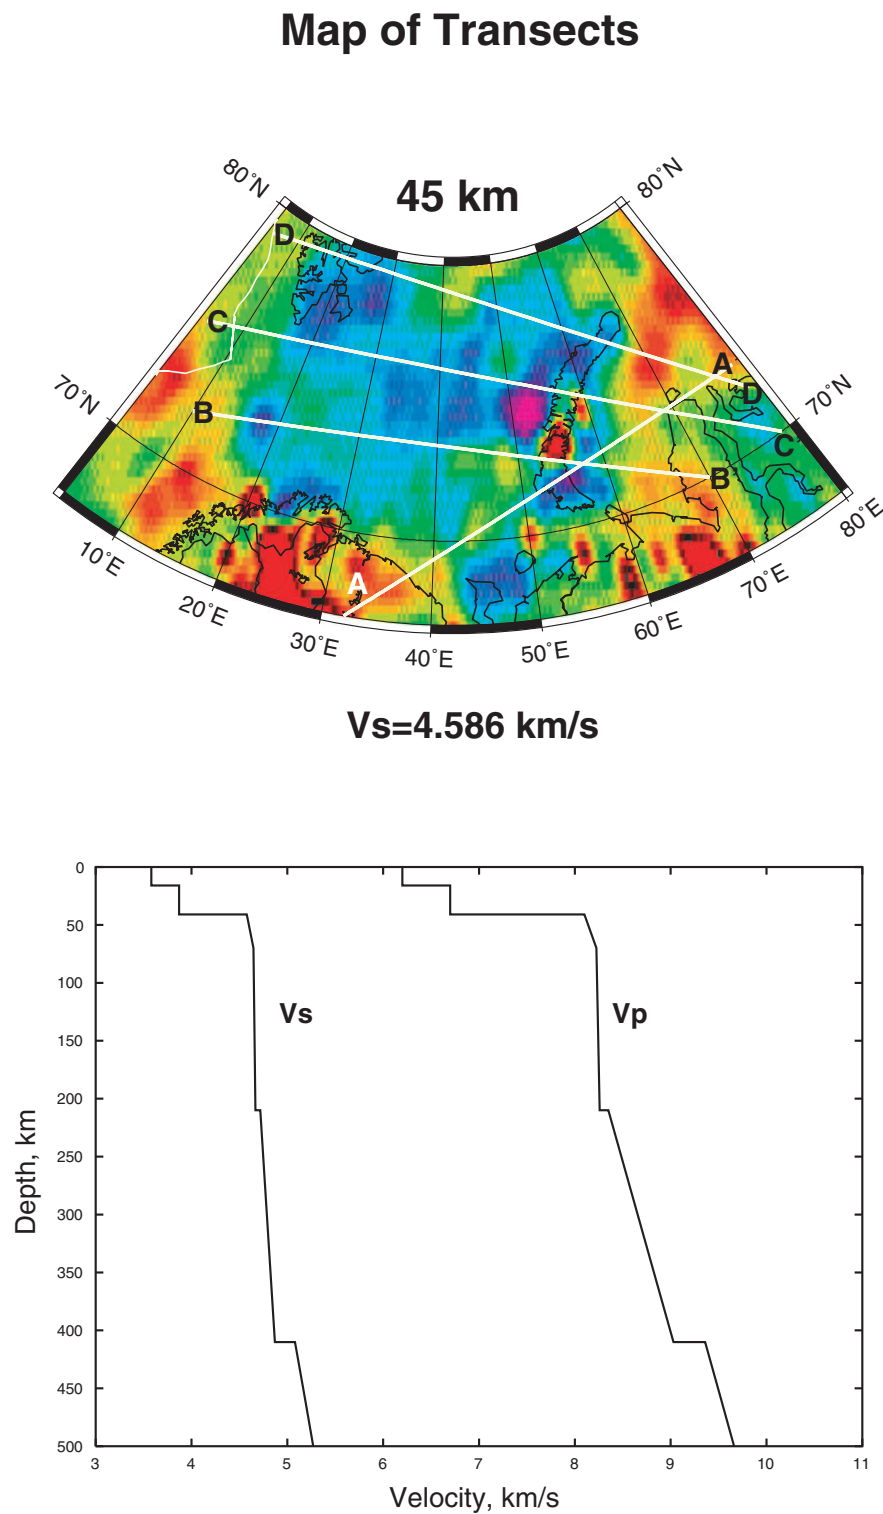 Map of Transects
80°N
80°N
45 km
D
C
A
D
70°N
B
70°N
C
B
80°E
10°E
A
70°E
20°E
60°E
30°E
40°E
50°E
Vs=4.586 km/s
0
50
100
Vs
Vp
150
200
250
300
350
400
450
500
Depth, km
3 4 5 6 7 8 9 10 11
Velocity, km/s